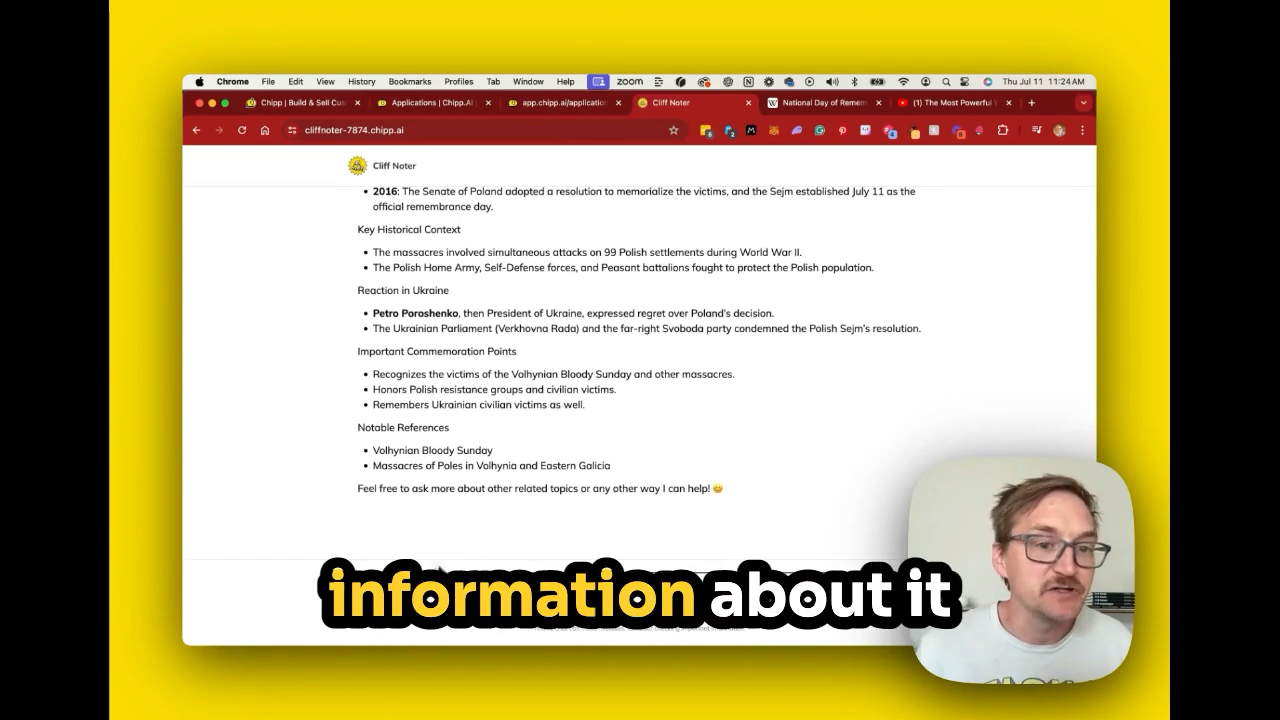 Chrome File Edit View History Bookmarks Profiles Tab Window Help zoom Thu Jul 11 11:24 AM
Chipp | Build & Sell Cus
Applications | Chipp.AI
app.chipp.ai/application
Cliff Noter
National Day of Remem
(1) The Most Powerful
cliffnoter-7874.chipp.ai
Cliff Noter
• 2016: The Senate of Poland adopted a resolution to memorialize the victims, and the Sejm established July 11 as the
official remembrance day.
Key Historical Context
• The massacres involved simultaneous attacks on 99 Polish settlements during World War II.
• The Polish Home Army, Self-Defense forces, and Peasant battalions fought to protect the Polish population.
Reaction in Ukraine
• Petro Poroshenko, then President of Ukraine, expressed regret over Poland's decision.
• The Ukrainian Parliament (Verkhovna Rada) and the far-right Svoboda party condemned the Polish Sejm's resolution.
Important Commemoration Points
• Recognizes the victims of the Volhynian Bloody Sunday and other massacres.
• Honors Polish resistance groups and civilian victims.
• Remembers Ukrainian civilian victims as well.
Notable References
• Volhynian Bloody Sunday
• Massacres of Poles in Volhynia and Eastern Galicia
Feel free to ask more about other related topics or any other way I can help! 😊
information about it